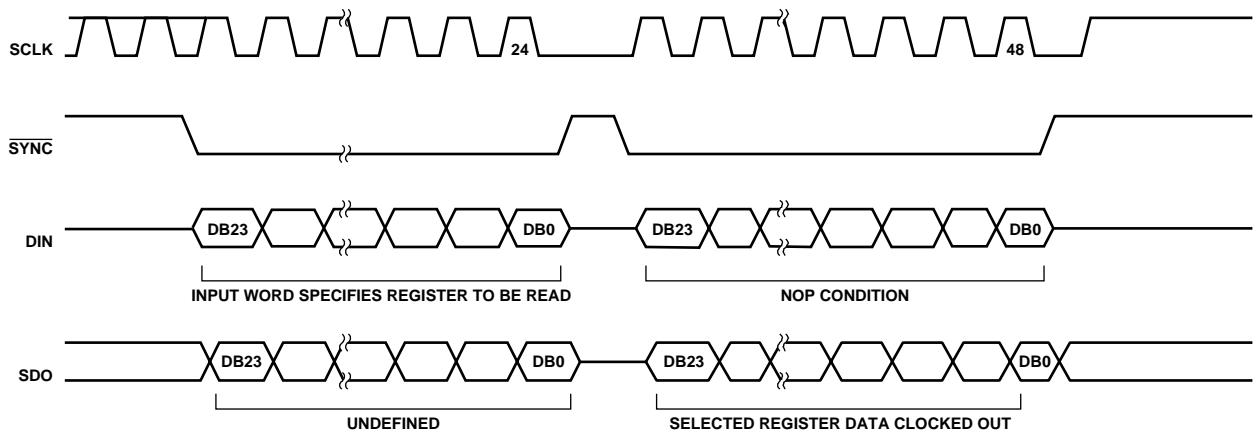 SCLK
24
48
SYNC
DIN
DB23
DB0
DB23
DB0
INPUT WORD SPECIFIES REGISTER TO BE READ
NOP CONDITION
SDO
DB23
DB0
DB23
DB0
UNDEFINED
SELECTED REGISTER DATA CLOCKED OUT